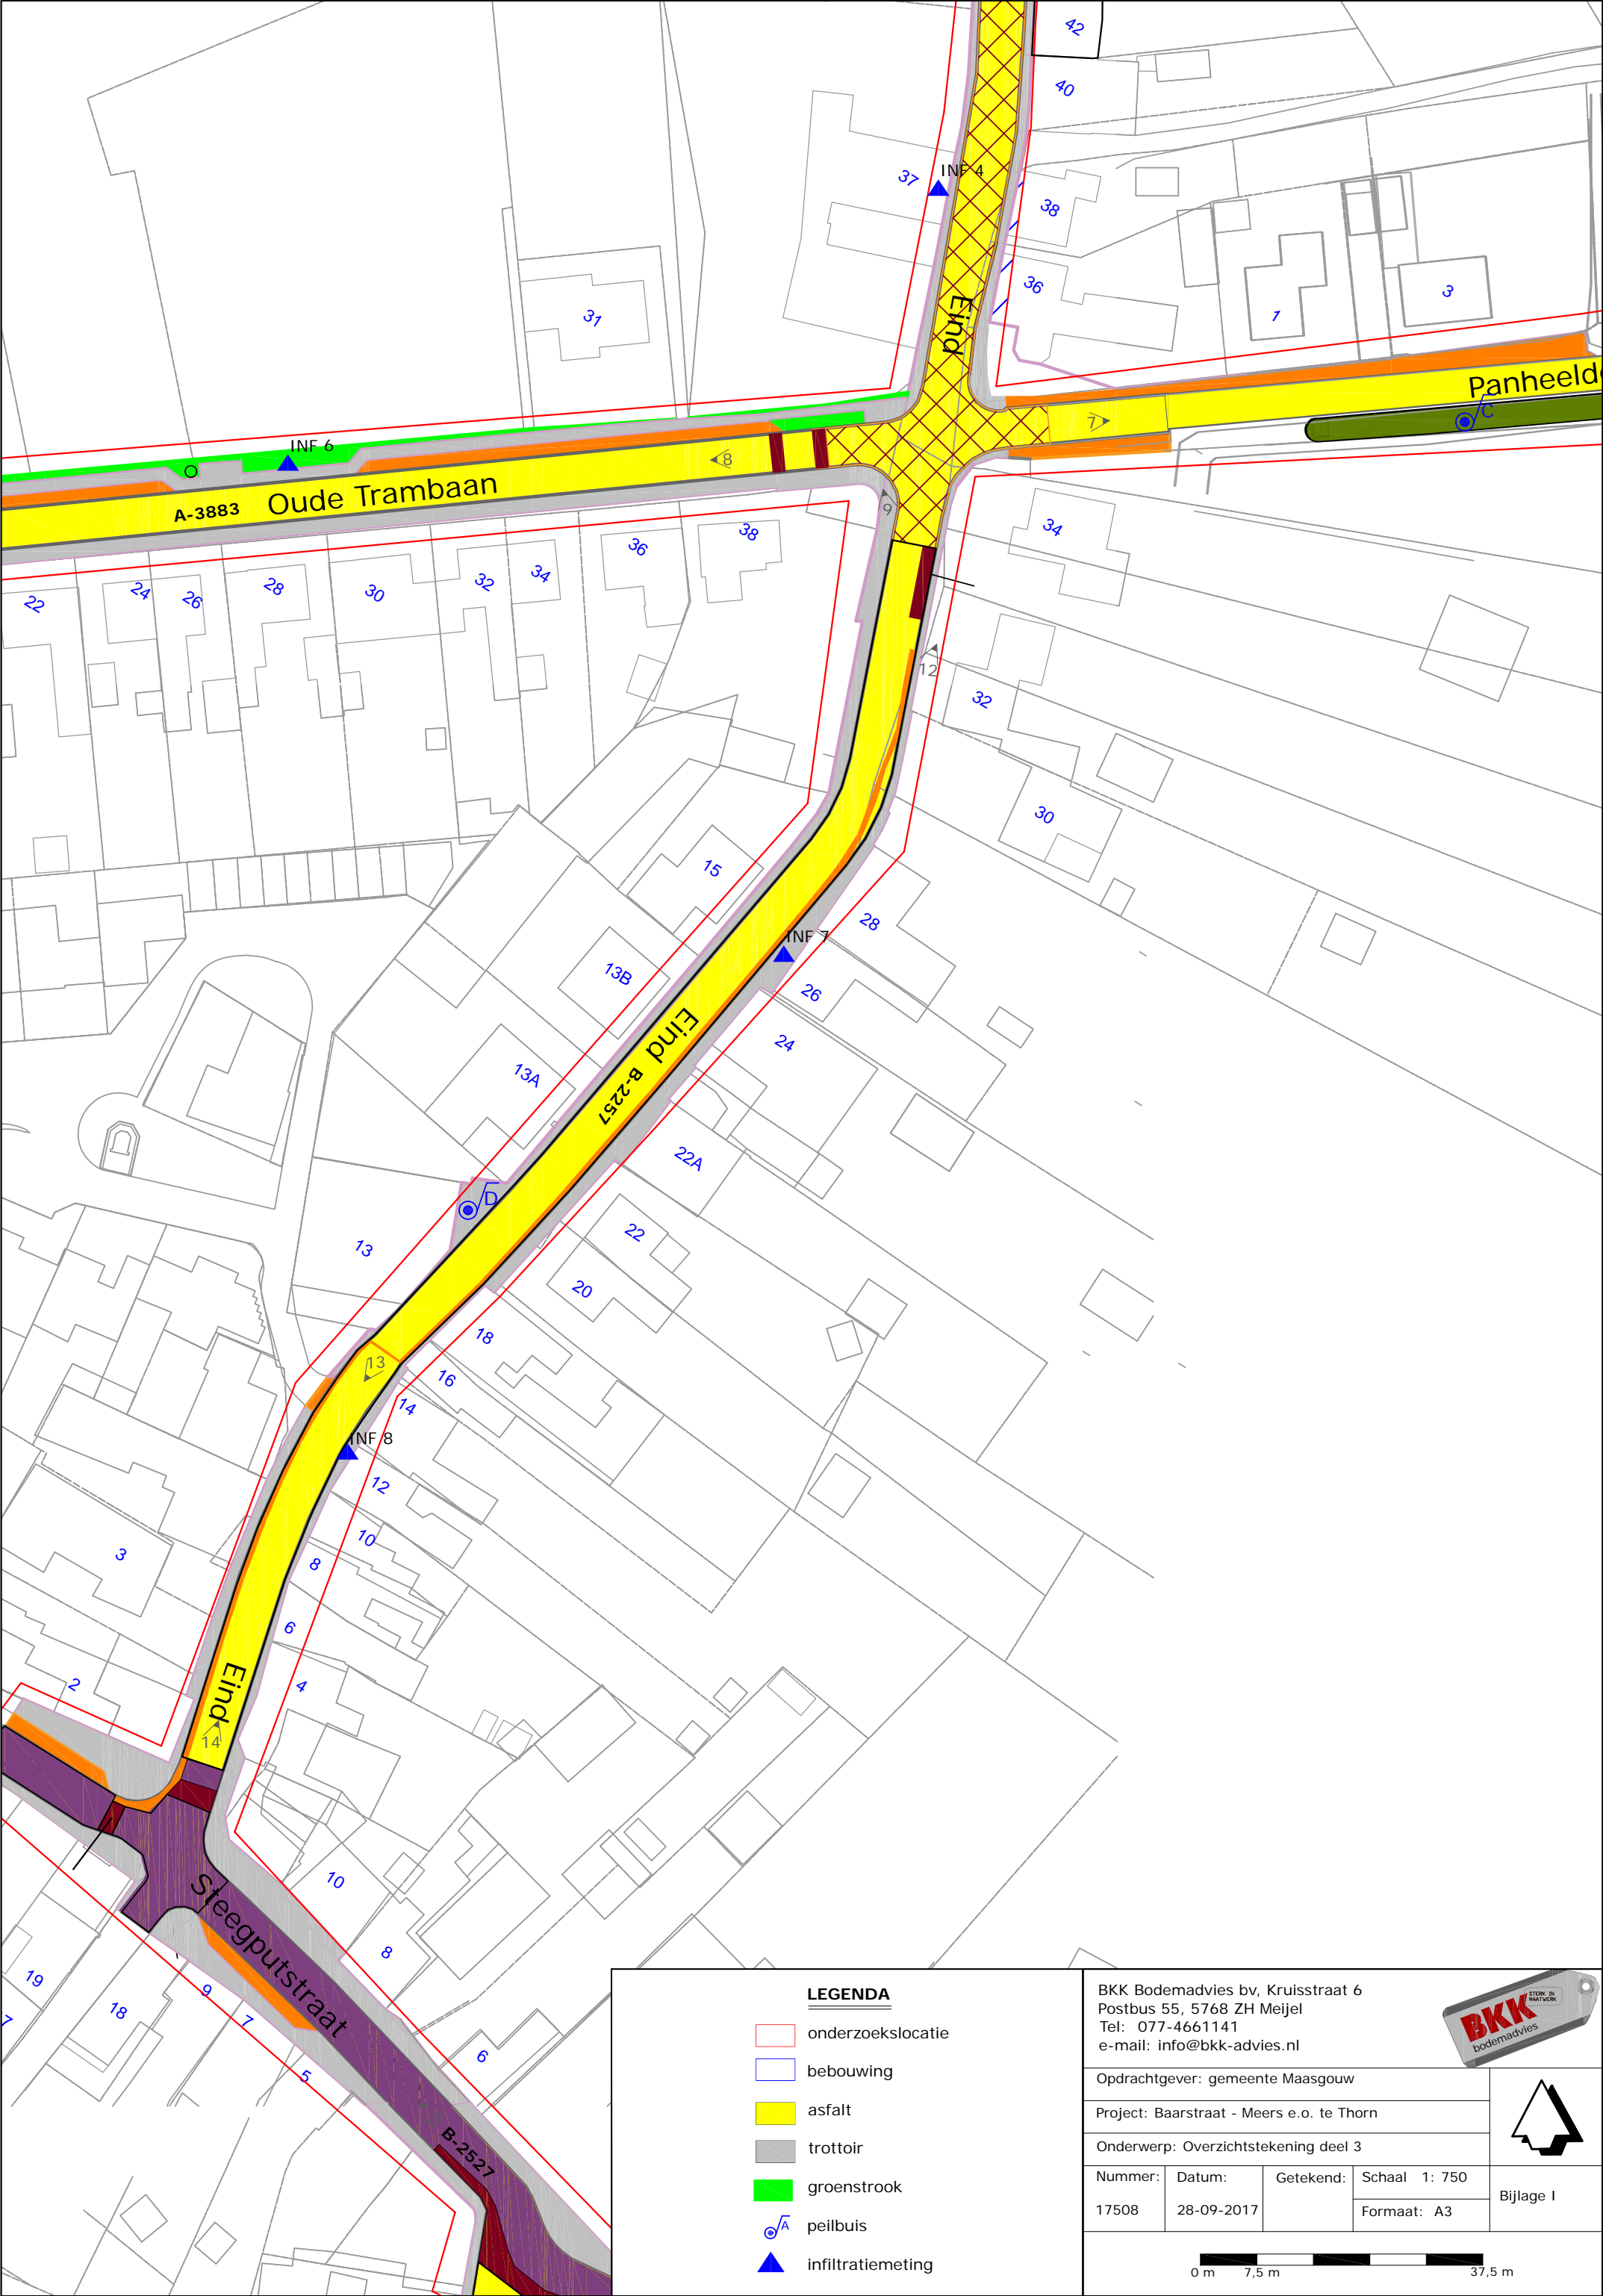 42
40
37
INF 4
38
36
31
1
3
Eind
Panheeld
C
7
INF 6
8
A-3883 Oude Trambaan
9
22
24
26
28
30
32
34
36
38
34
12
32
30
15
28
INF 7
13B
26
24
Eind
13A
B-2257
22A
D
13
22
20
18
13
16
14
INF 8
12
10
8
3
6
4
2
Eind
14
10
Steegputstraat
8
19
18
9
7
7
6
5
B-2527
LEGENDA
onderzoekslocatie
bebouwing
asfalt
trottoir
groenstrook
A peilbuis
infiltratiemeting
BKK Bodemadvies bv, Kruisstraat 6
Postbus 55, 5768 ZH Meijel
Tel: 077-4661141
e-mail: info@bkk-advies.nl
BKK
STERK IN
MAATWERK
bodemadvies
Opdrachtgever: gemeente Maasgouw
Project: Baarstraat - Meers e.o. te Thorn
Onderwerp: Overzichtstekening deel 3
Nummer: Datum: Getekend: Schaal 1: 750
17508 28-09-2017 Formaat: A3
Bijlage I
0 m 7,5 m 37,5 m